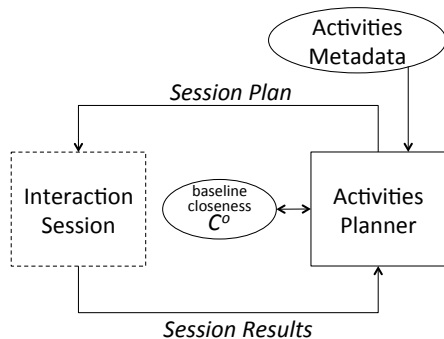 Activities
Metadata
Session Plan
Interaction
Session
baseline
closeness
C⁰
Activities
Planner
Session Results